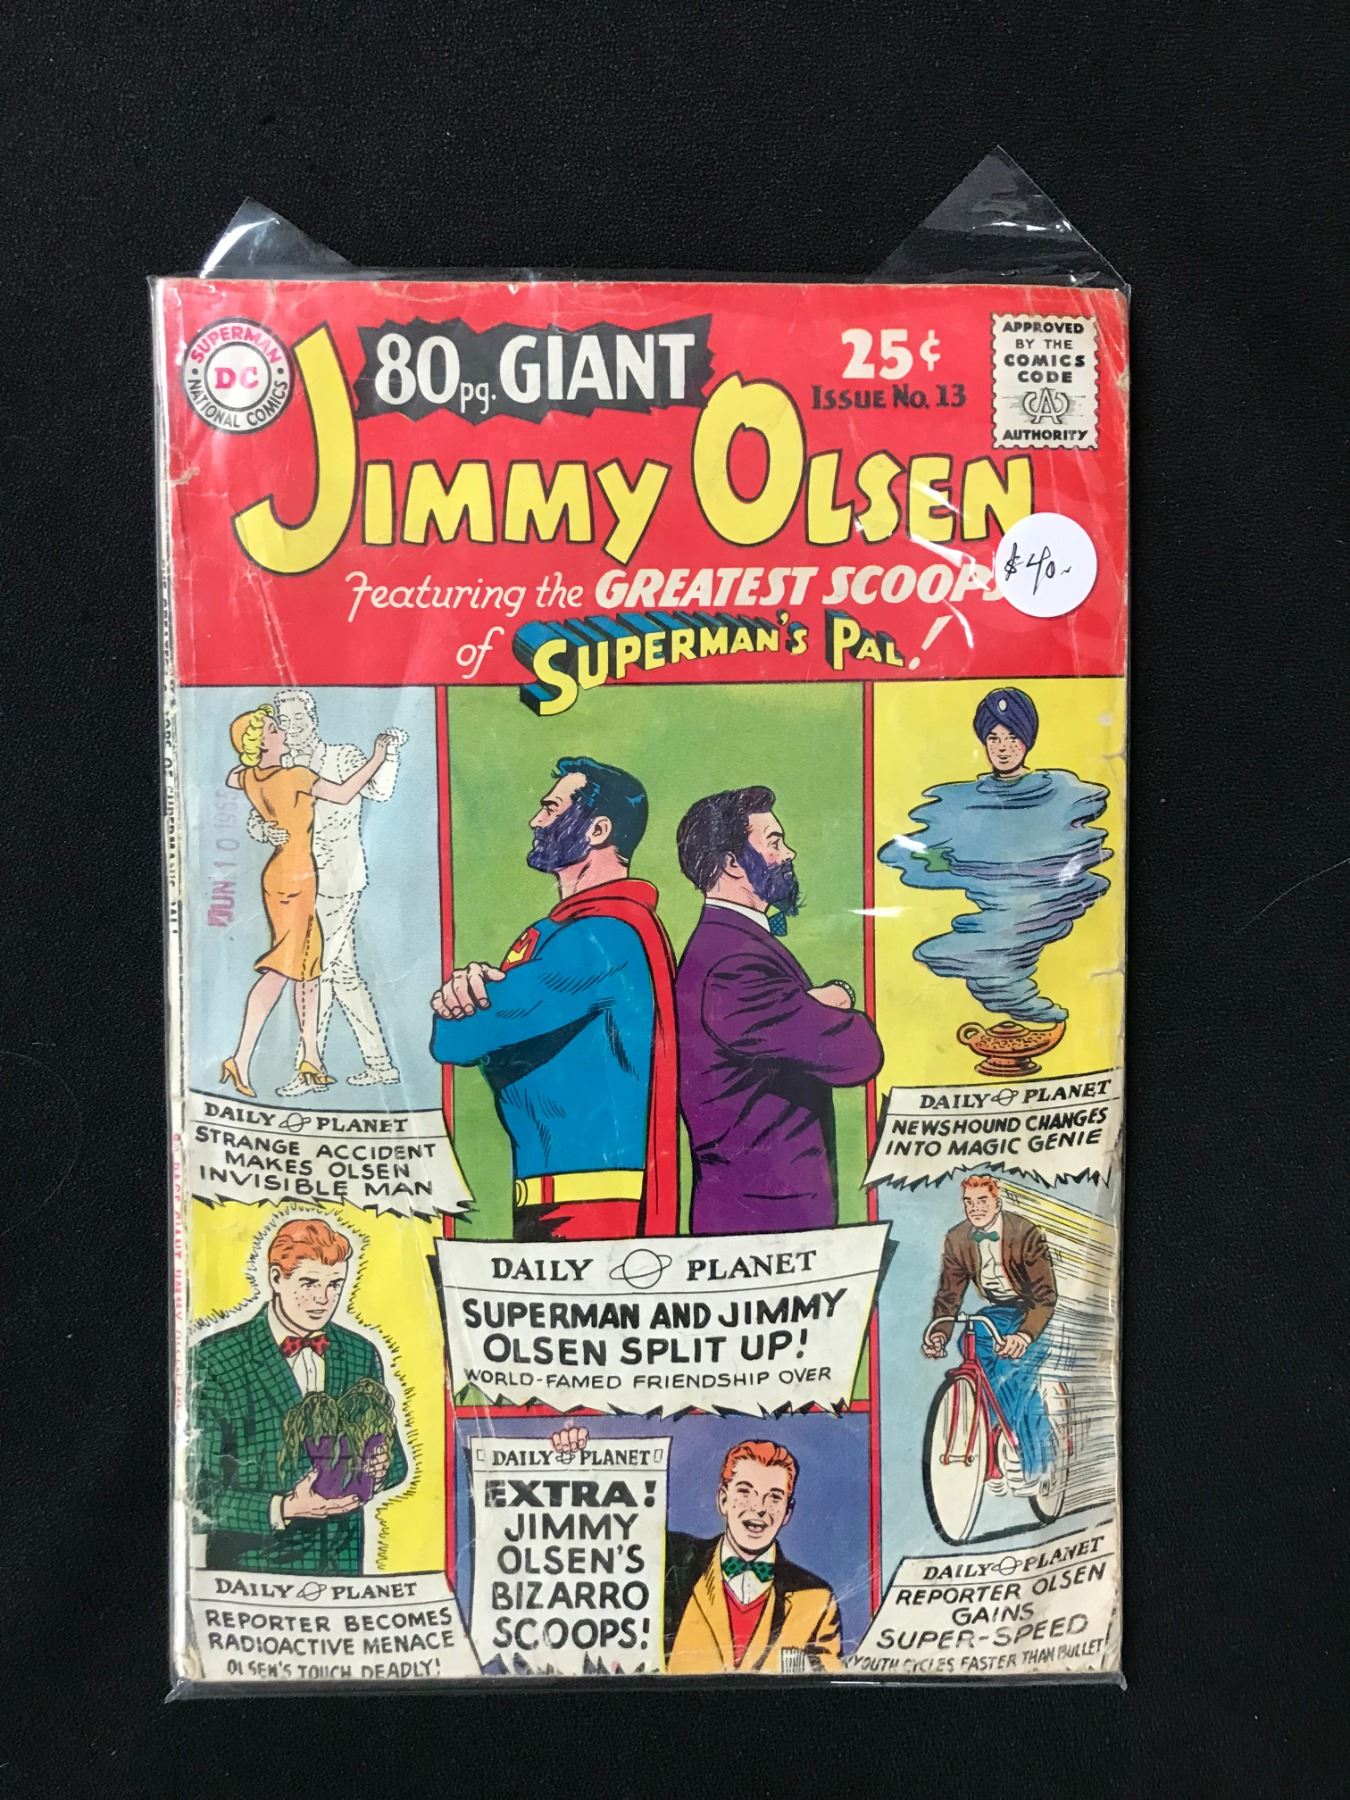 SUPERMAN
DC
NATIONAL COMICS
80 pg. GIANT
25¢
ISSUE No. 13
APPROVED
BY THE
COMICS
CODE
CA
AUTHORITY
JIMMY OLSEN
$40-
Featuring the GREATEST SCOOPS
of SUPERMAN'S PAL!
JUN 10 1965
DAILY PLANET
STRANGE ACCIDENT
MAKES OLSEN
INVISIBLE MAN
DAILY PLANET
NEWSHOUND CHANGES
INTO MAGIC GENIE
DAILY PLANET
SUPERMAN AND JIMMY
OLSEN SPLIT UP!
WORLD-FAMED FRIENDSHIP OVER
DAILY PLANET
REPORTER BECOMES
RADIOACTIVE MENACE
OLSEN'S TOUCH DEADLY!
DAILY PLANET
EXTRA!
JIMMY
OLSEN'S
BIZARRO
SCOOPS!
DAILY PLANET
REPORTER OLSEN
GAINS
SUPER-SPEED
YOUTH CYCLES FASTER THAN BULLET!